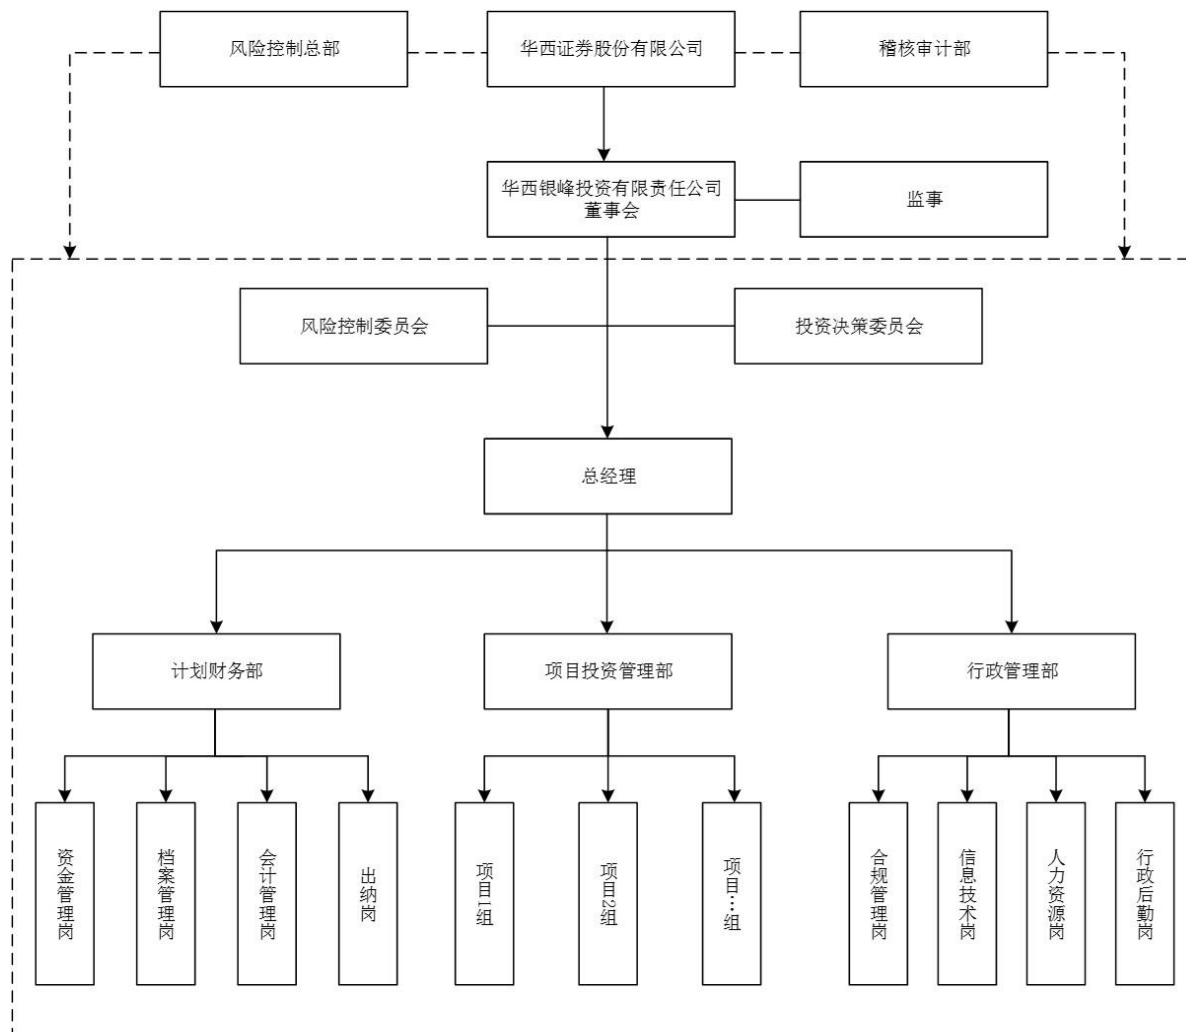 风险控制总部
华西证券股份有限公司
稽核审计部
华西银峰投资有限责任公司
董事会
监事
风险控制委员会
投资决策委员会
总经理
计划财务部
项目投资管理部
行政管理部
资金管理岗
档案管理岗
会计管理岗
出纳岗
项目1组
项目2组
项目…组
合规管理岗
信息技术岗
人力资源岗
行政后勤岗